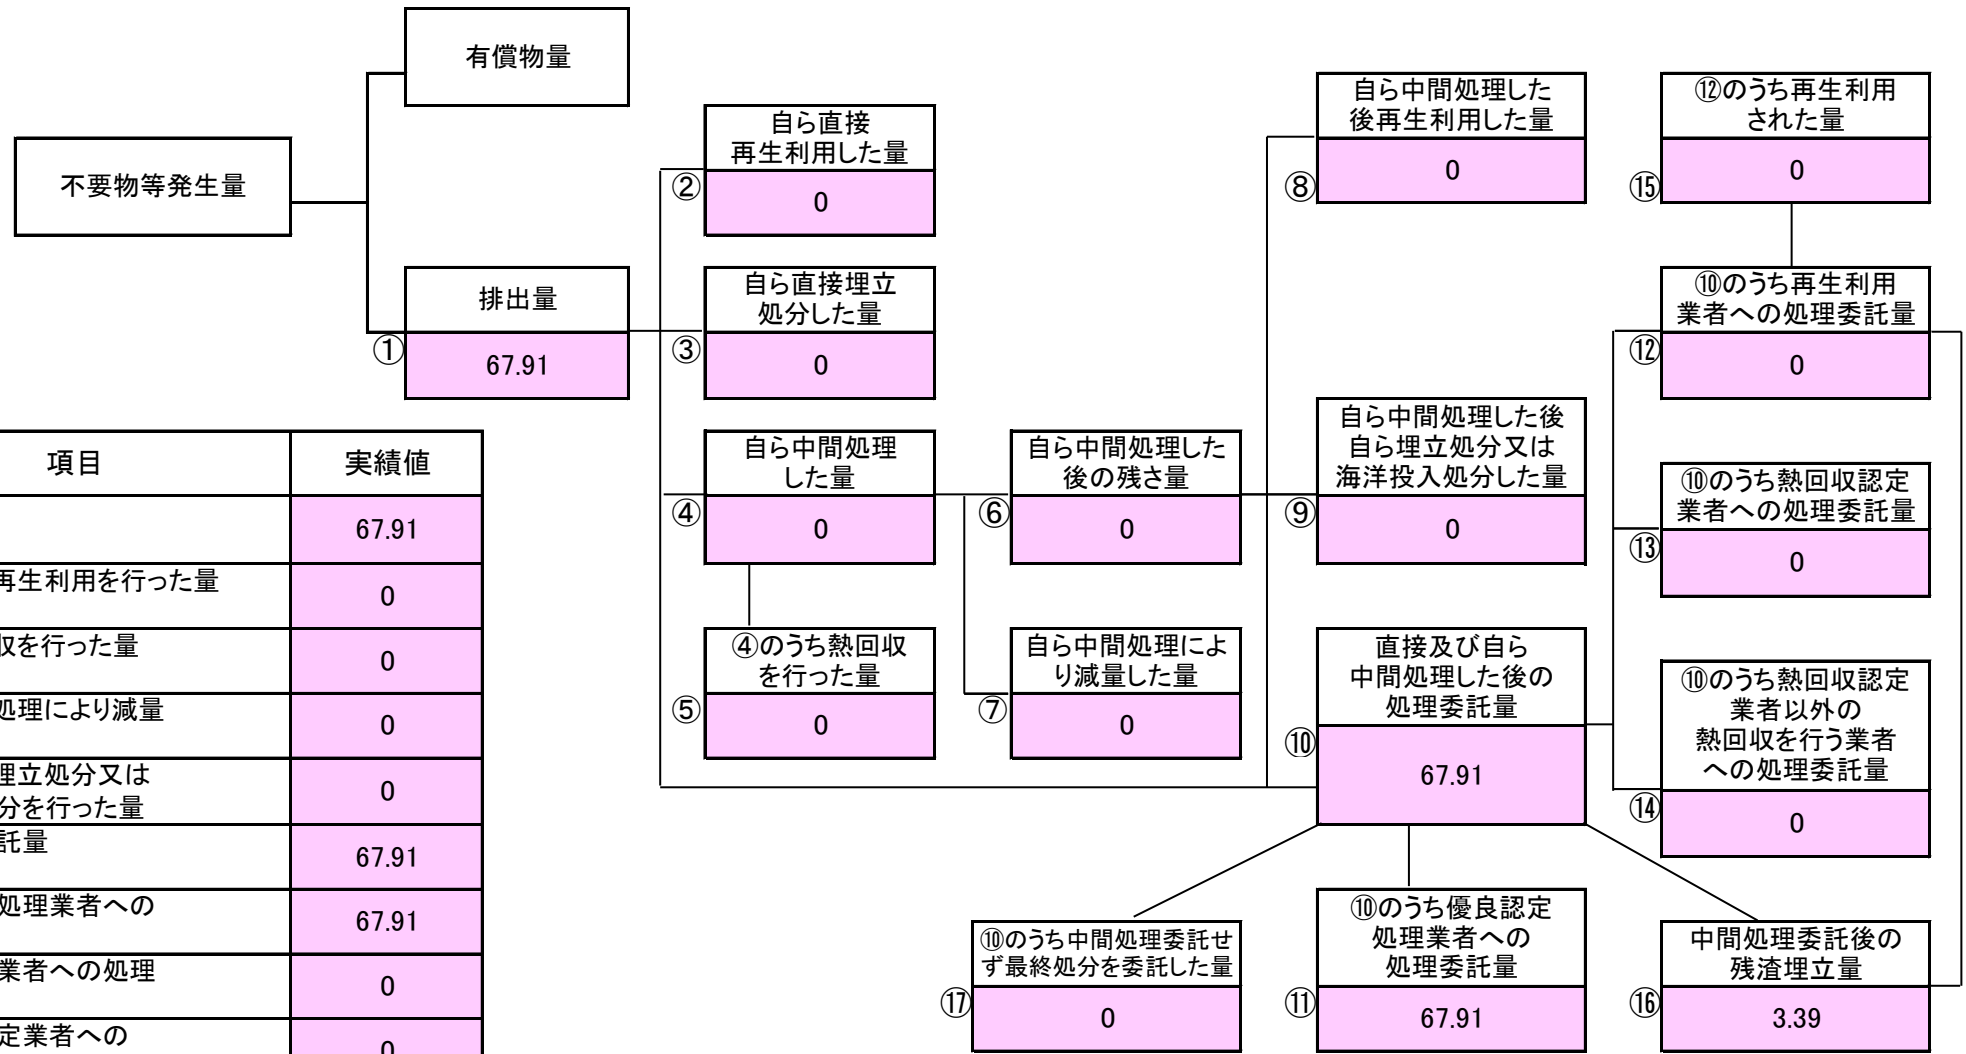 有償物量
不要物等発生量
排出量
①
67.91
自ら直接
再生利用した量
②
0
自ら直接埋立
処分した量
③
0
自ら中間処理
した量
④
0
④のうち熱回収
を行った量
⑤
0
自ら中間処理した
後の残さ量
⑥
0
自ら中間処理によ
り減量した量
⑦
0
自ら中間処理した
後再生利用した量
⑧
0
自ら中間処理した後
自ら埋立処分又は
海洋投入処分した量
⑨
0
直接及び自ら
中間処理した後の
処理委託量
⑩
67.91
⑫のうち再生利用
された量
⑮
0
⑩のうち再生利用
業者への処理委託量
⑫
0
⑩のうち熱回収認定
業者への処理委託量
⑬
0
⑩のうち熱回収認定
業者以外の
熱回収を行う業者
への処理委託量
⑭
0
⑩のうち中間処理委託せ
ず最終処分を委託した量
⑰
0
⑩のうち優良認定
処理業者への
処理委託量
⑪
67.91
中間処理委託後の
残渣埋立量
⑯
3.39
項目
実績値
67.91
再生利用を行った量
0
収を行った量
0
処理により減量
0
埋立処分又は
分を行った量
0
託量
67.91
処理業者への
67.91
業者への処理
0
定業者への
0